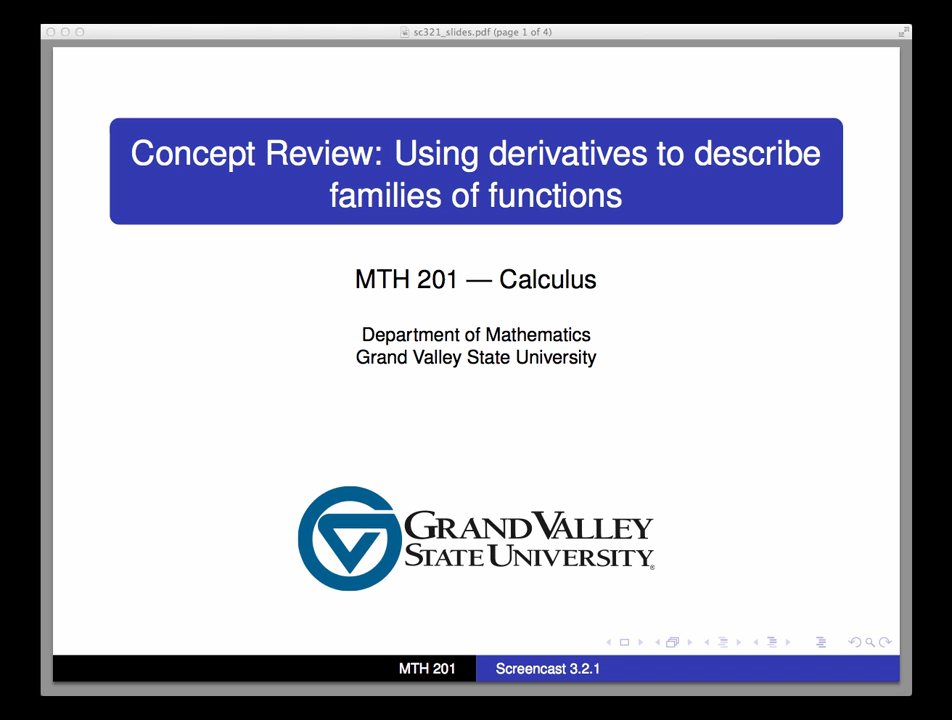 sc321_slides.pdf (page 1 of 4)
Concept Review: Using derivatives to describe
families of functions
MTH 201 — Calculus
Department of Mathematics
Grand Valley State University
GRAND VALLEY
STATE UNIVERSITY®
MTH 201 Screencast 3.2.1